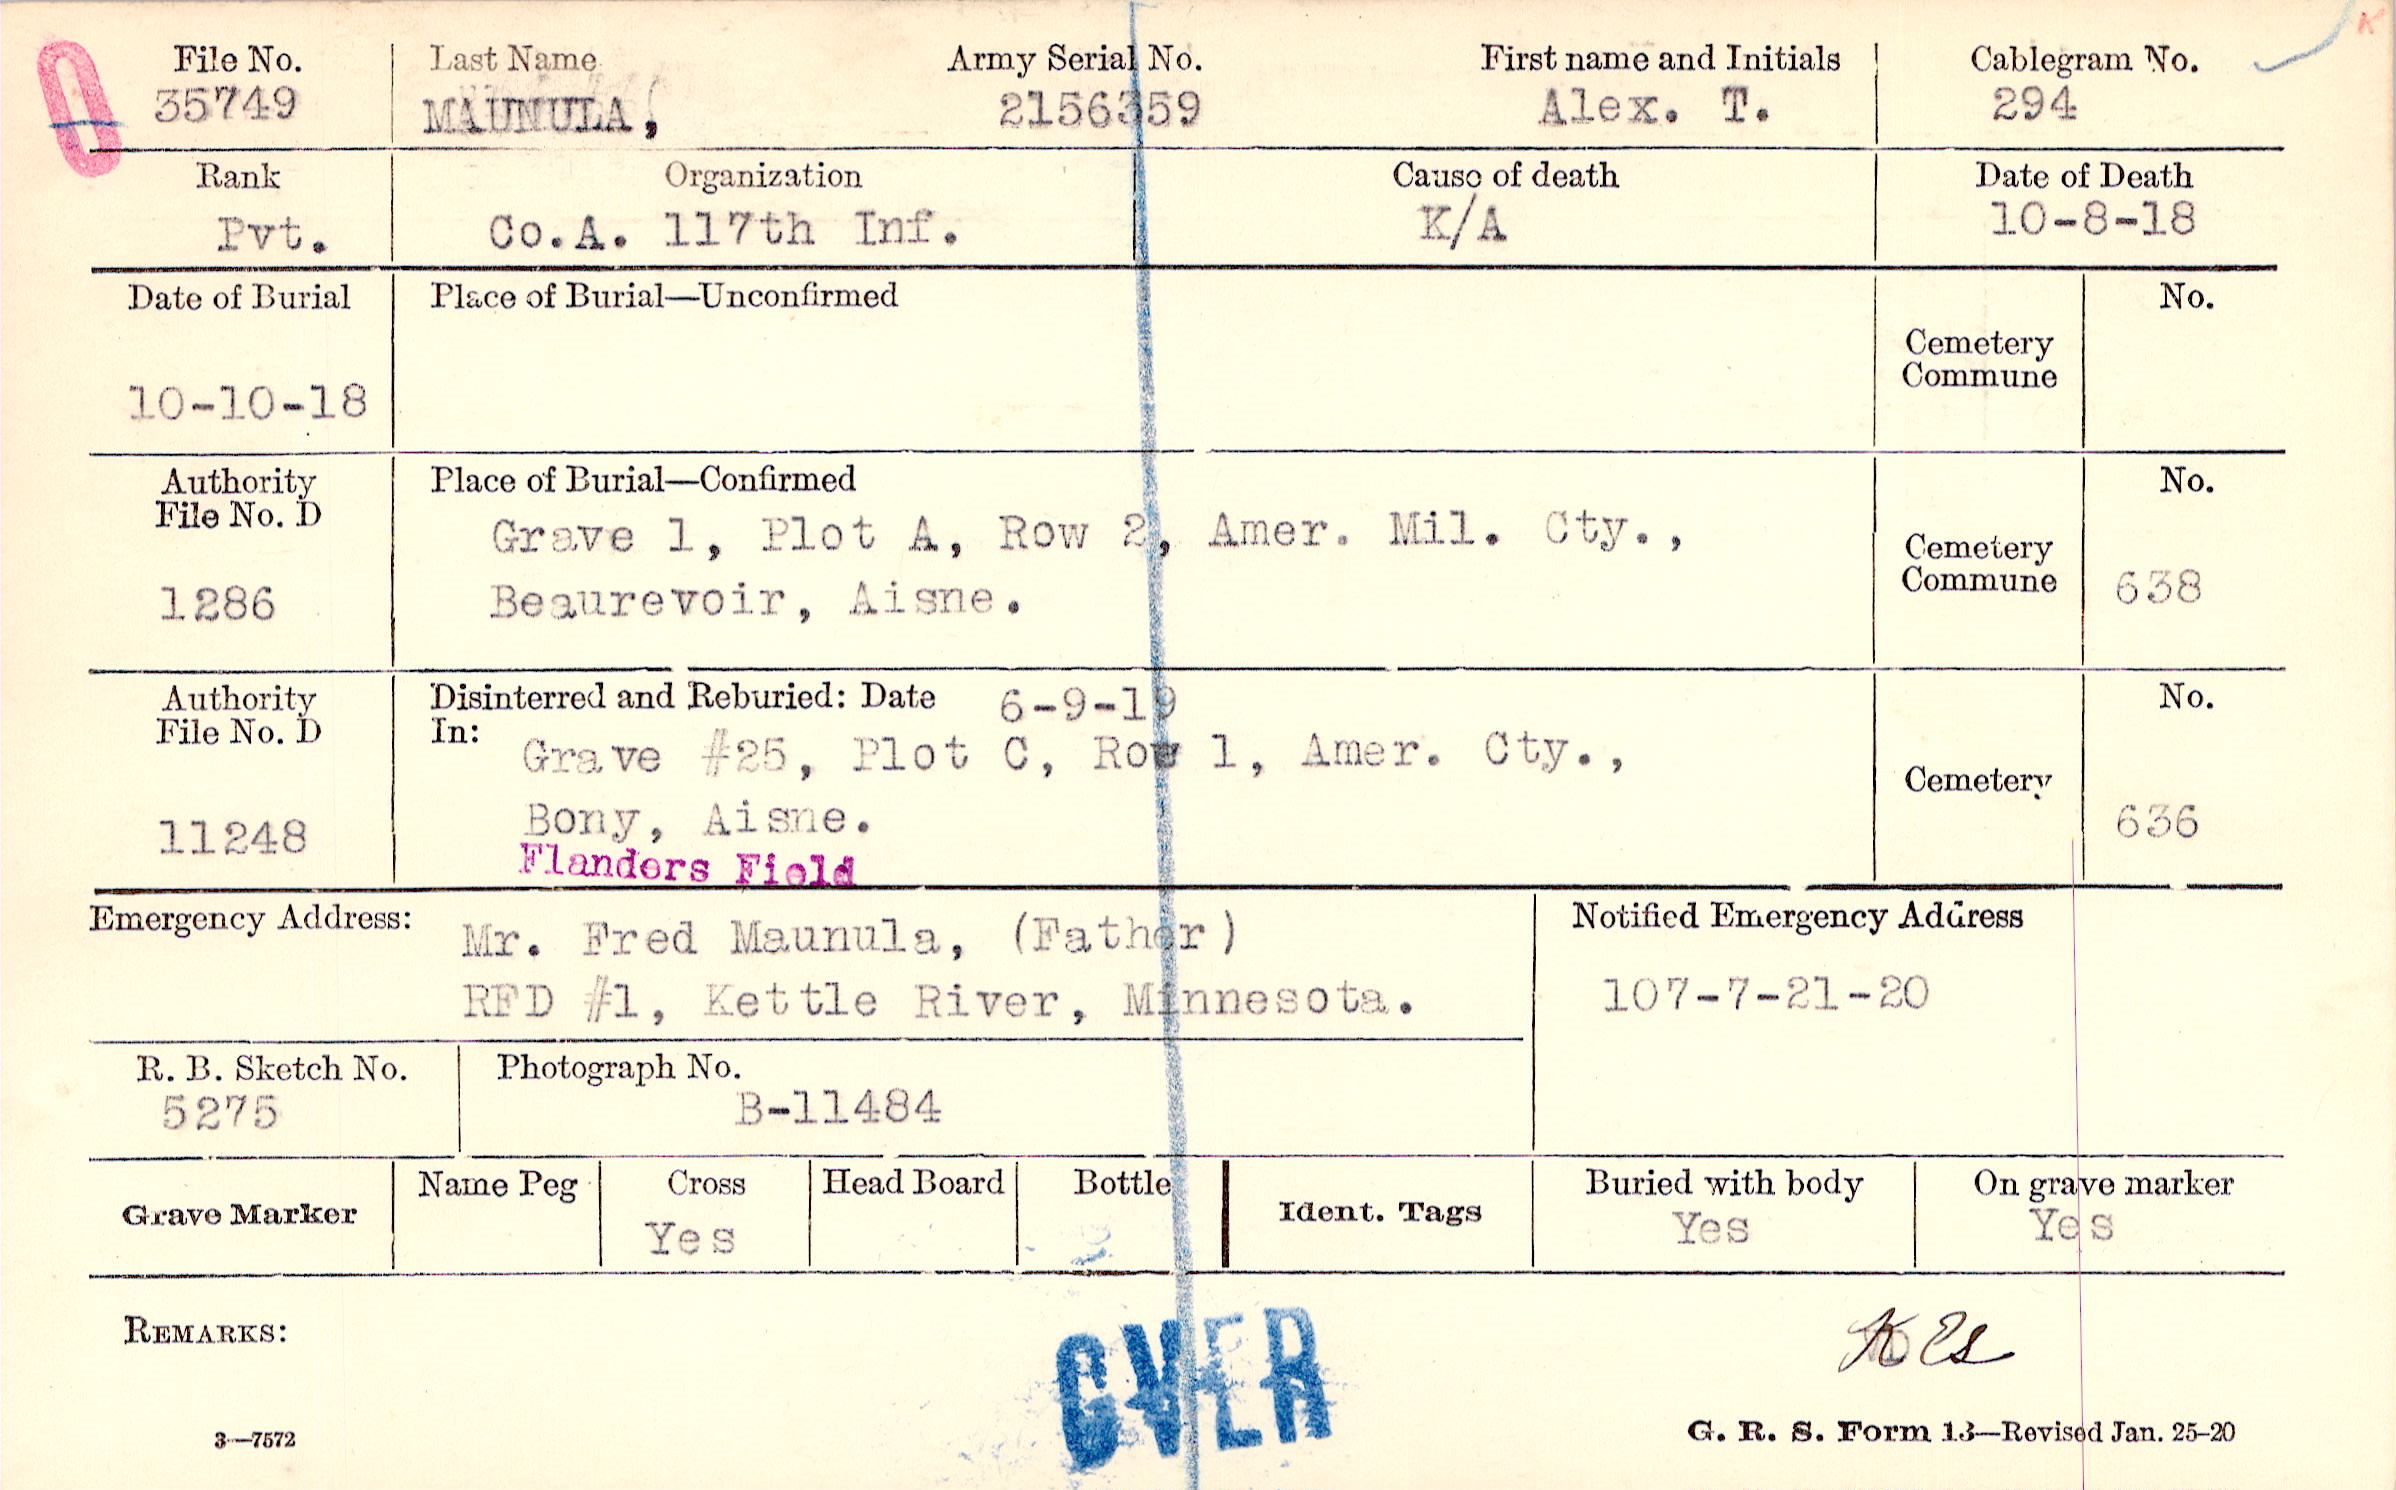 File No. Last Name Army Serial No. First name and Initials Cablegram No.
35749 MAUNULA, 2156359 Alex. T. 294
Rank Organization Cause of death Date of Death
Pvt. Co.A. 117th Inf. K/A 10-8-18
Date of Burial Place of Burial—Unconfirmed No.
Cemetery
Commune
10-10-18
Authority Place of Burial—Confirmed No.
File No. D
Grave 1, Plot A, Row 2, Amer. Mil. Cty.,
Cemetery
Commune
1286 Beaurevoir, Aisne. 638
Authority Disinterred and Reburied: Date 6-9-19 No.
File No. D In:
Grave #25, Plot C, Row 1, Amer. Cty.,
Cemetery
11248 Bony, Aisne. 636
Flanders Field
Emergency Address: Notified Emergency Address
Mr. Fred Maunula, (Father)
RFD #1, Kettle River, Minnesota. 107-7-21-20
R. B. Sketch No. Photograph No.
5275 B-11484
Grave Marker Name Peg Cross Head Board Bottle Ident. Tags Buried with body On grave marker
Yes Yes Yes
REMARKS:
OVER
3—7572 G. R. S. Form 13—Revised Jan. 25–20